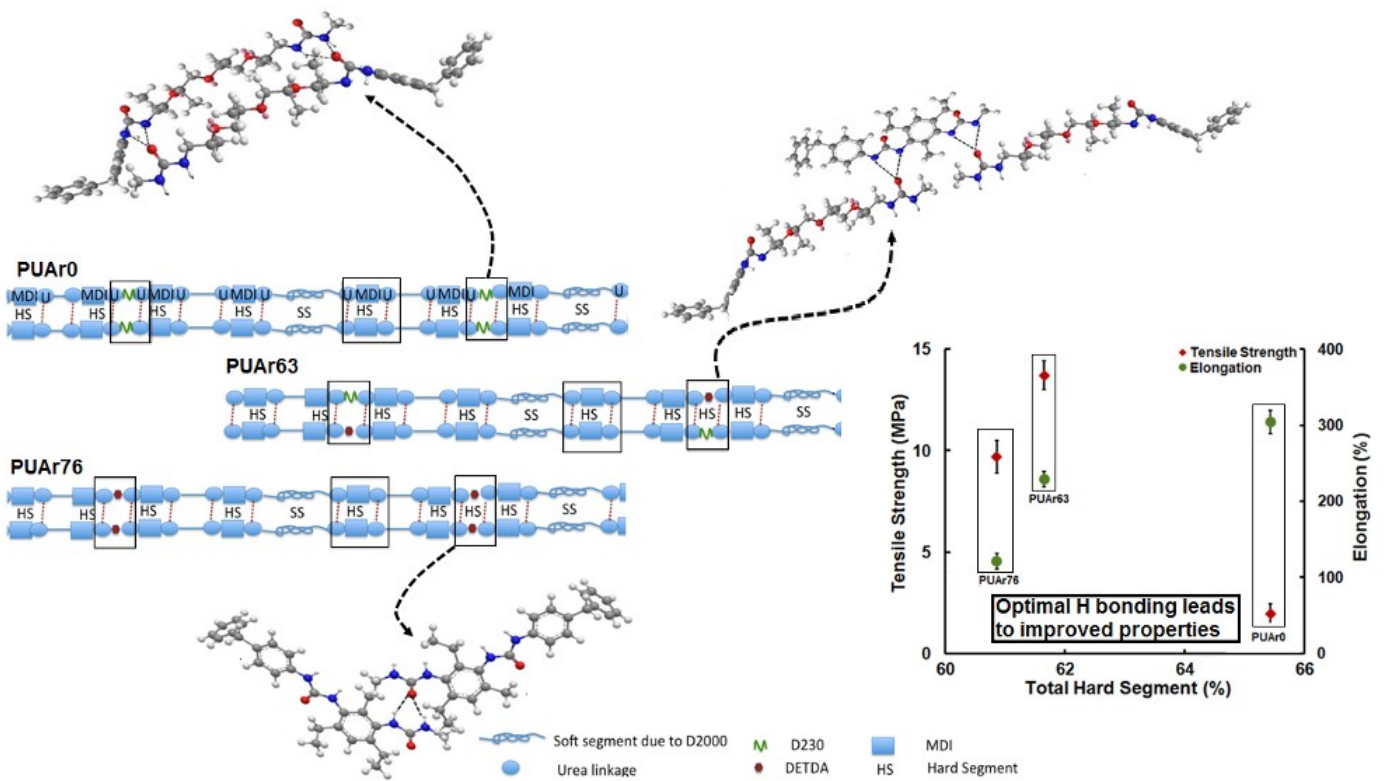 PUAr0
MDI U U MDI U U MDI U U MDI U U MDI U U MDI U U MDI U
HS HS HS SS HS HS HS SS
PUAr63
HS HS HS SS HS HS HS SS
PUAr76
HS HS HS HS SS HS HS HS HS SS
Tensile Strength
Elongation
15
10
5
0
Tensile Strength (MPa)
400
300
200
100
0
Elongation (%)
PUAr63
PUAr76
PUAr0
Optimal H bonding leads
to improved properties
60 62 64 66
Total Hard Segment (%)
Soft segment due to D2000
D230
MDI
Urea linkage
DETDA
HS Hard Segment